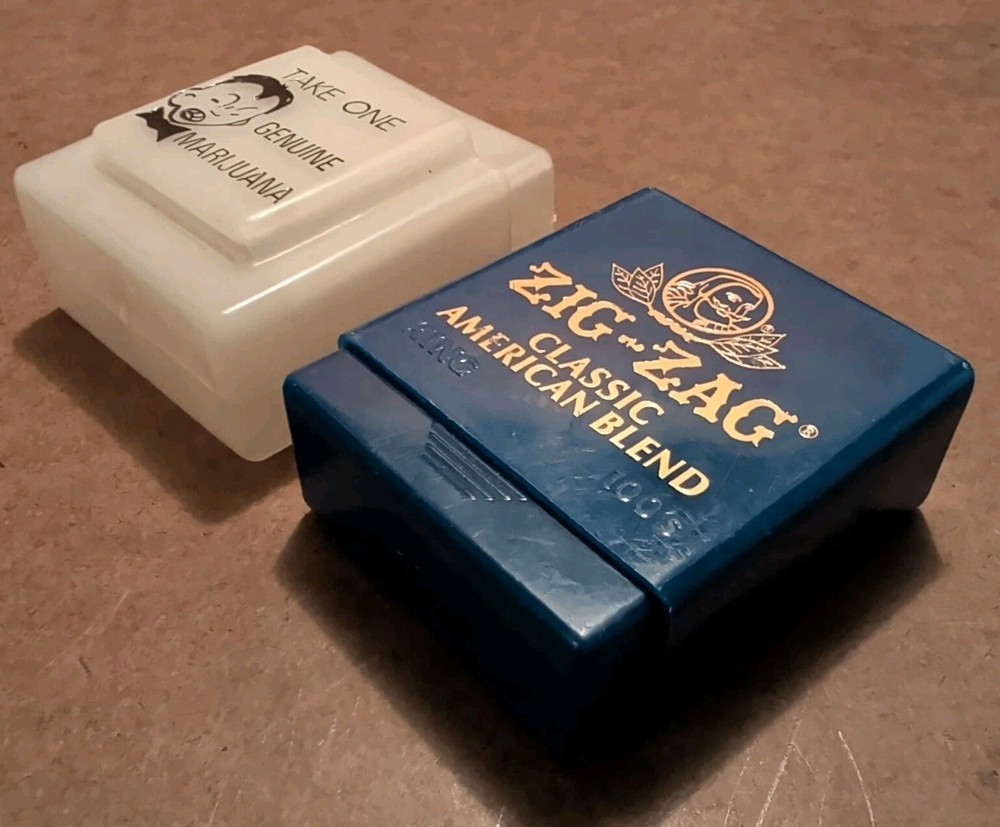 TAKE ONE
GENUINE
MARIJUANA
ZIG-ZAG®
CLASSIC
AMERICAN BLEND
KING
100's
®